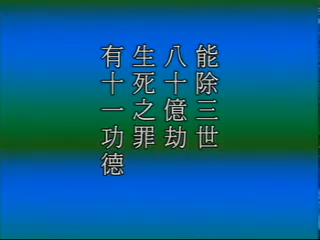 能除三世
八十億劫
生死之罪
有十一功德